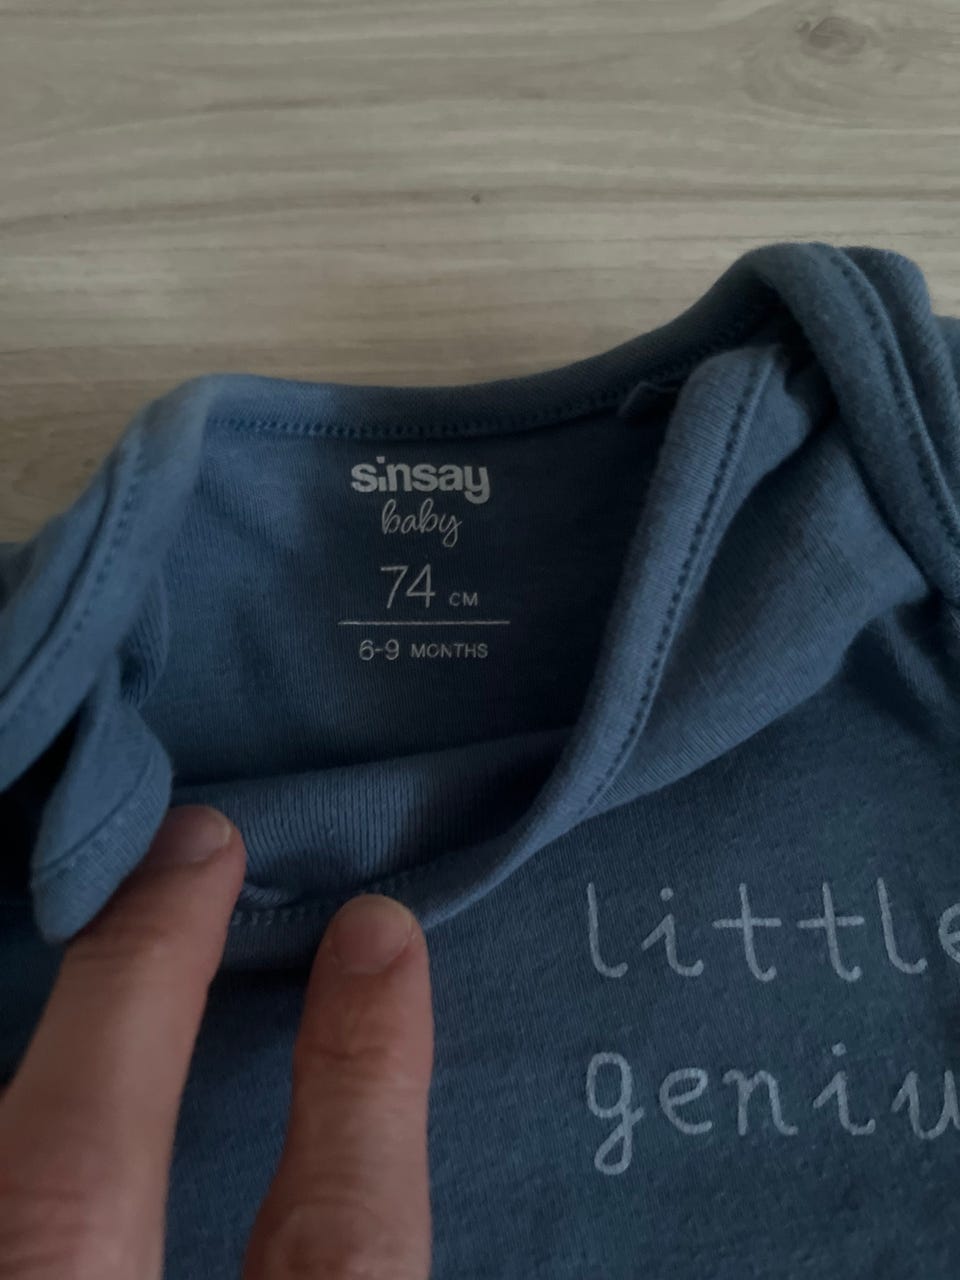 sinsay
baby
74 CM
6-9 MONTHS
little
geniu